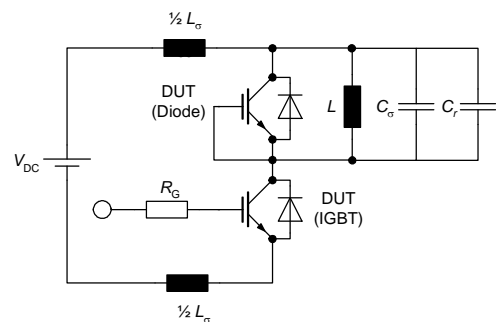 ½ Lσ
DUT
(Diode)
L
Cσ
Cr
VDC
RG
DUT
(IGBT)
½ Lσ